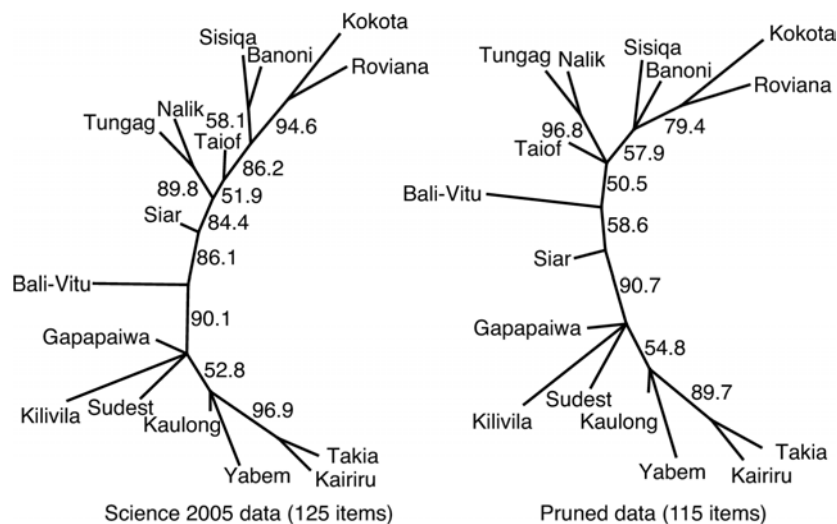 Kokota
Sisiqa
Banoni
Roviana
Nalik
58.1
Tungag
Taiof
94.6
86.2
89.8
51.9
Siar
84.4
86.1
Bali-Vitu
90.1
Gapapaiwa
52.8
Kilivila
Sudest
Kaulong
96.9
Takia
Yabem
Kairiru
Science 2005 data (125 items)
Kokota
Tungag
Nalik
Sisiqa
Banoni
Roviana
96.8
79.4
Taiof
57.9
50.5
Bali-Vitu
58.6
Siar
90.7
Gapapaiwa
54.8
Kilivila
Sudest
Kaulong
89.7
Takia
Yabem
Kairiru
Pruned data (115 items)